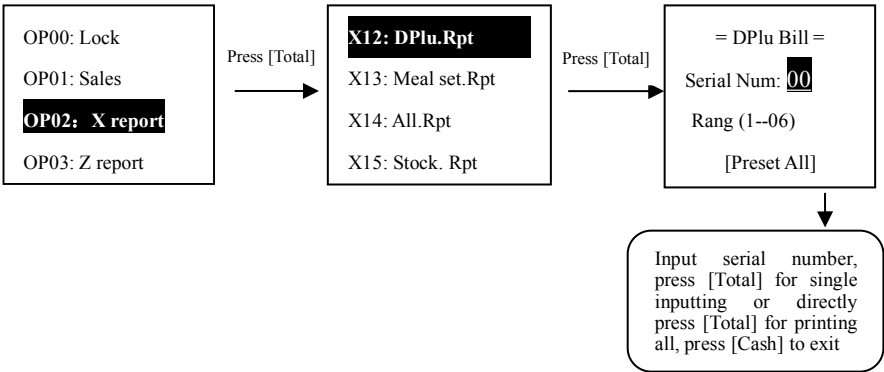 OP00: Lock
OP01: Sales
OP02：X report
OP03: Z report
Press [Total]
X12: DPlu.Rpt
X13: Meal set.Rpt
X14: All.Rpt
X15: Stock. Rpt
Press [Total]
= DPlu Bill =
Serial Num: 00
Rang (1--06)
[Preset All]
Input serial number,
press [Total] for single
inputting or directly
press [Total] for printing
all, press [Cash] to exit